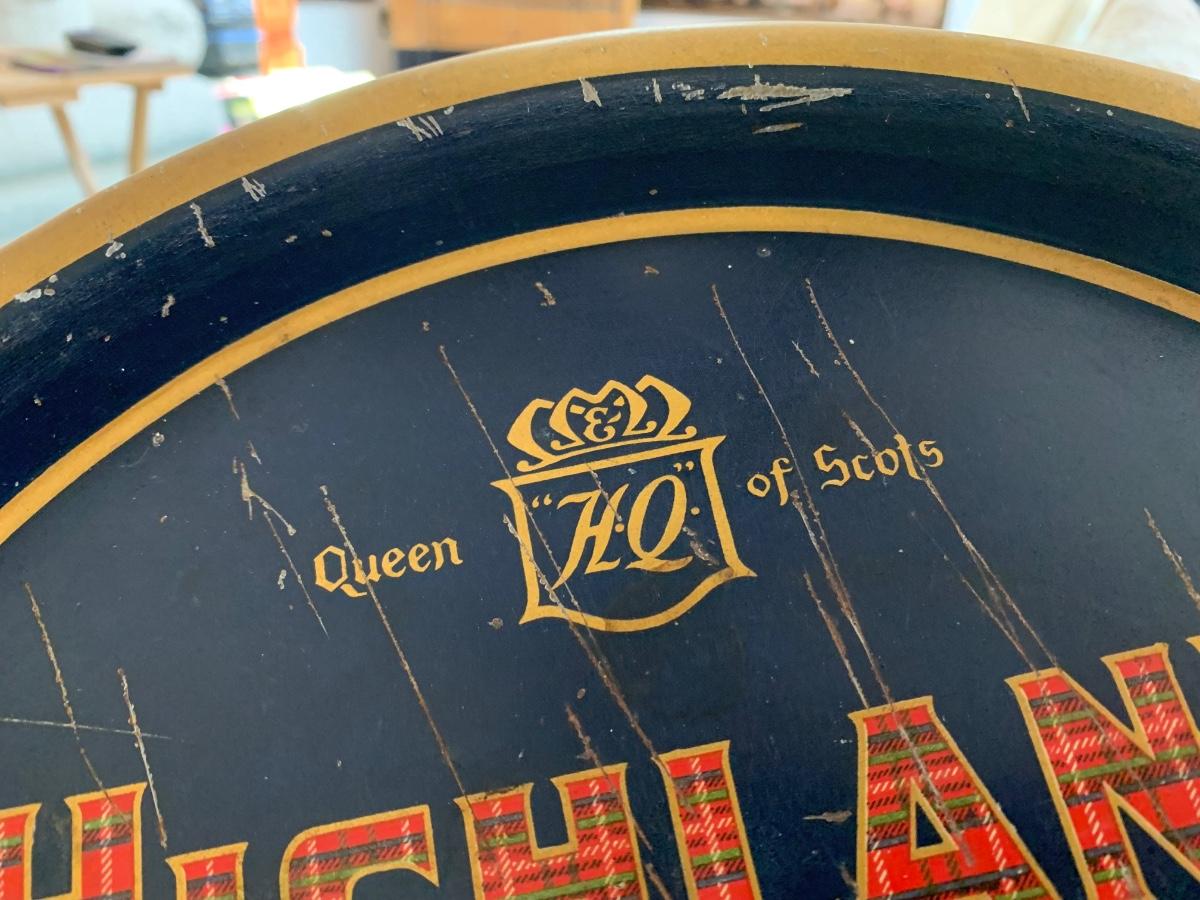 &
Queen "H.Q." of Scots
HIGHLAN